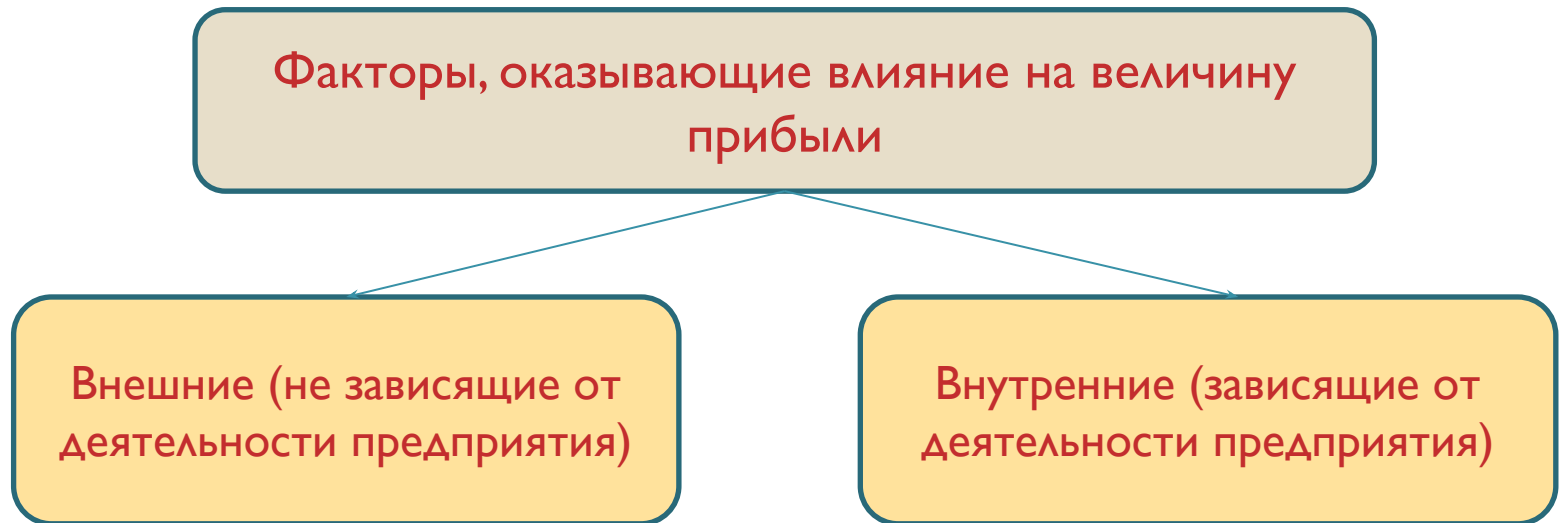 Факторы, оказывающие влияние на величину
прибыли
Внешние (не зависящие от
деятельности предприятия)
Внутренние (зависящие от
деятельности предприятия)